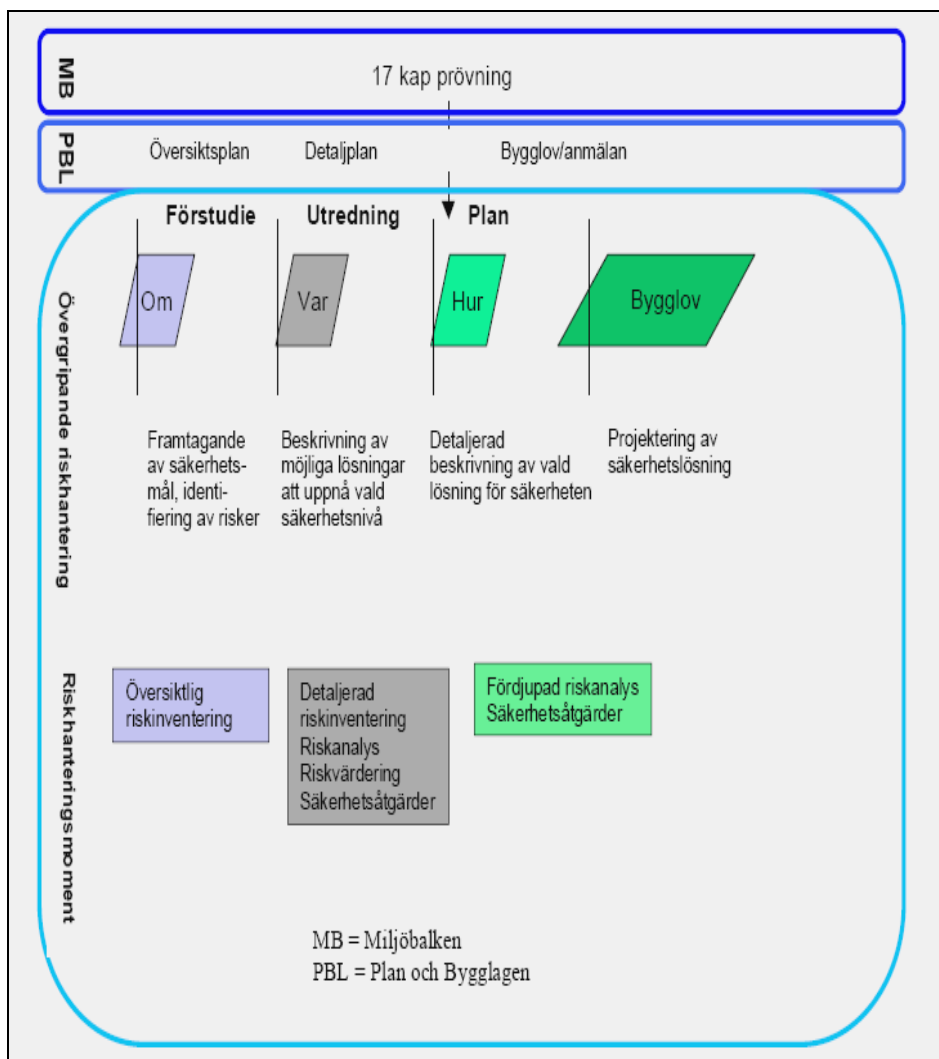 MB
17 kap prövning
PBL
Översiktsplan
Detaljplan
Bygglov/anmälan
Övergripande riskhantering
Förstudie
Utredning
Plan
Om
Var
Hur
Bygglov
Framtagande
av säkerhets-
mål, identi-
fiering av risker
Beskrivning av
möjliga lösningar
att uppnå vald
säkerhetsnivå
Detaljerad
beskrivning av vald
lösning för säkerheten
Projektering av
säkerhetslösning
Riskhanteringsmoment
Översiktlig
riskinventering
Detaljerad
riskinventering
Riskanalys
Riskvärdering
Säkerhetsåtgärder
Fördjupad riskanalys
Säkerhetsåtgärder
MB = Miljöbalken
PBL = Plan och Bygglagen